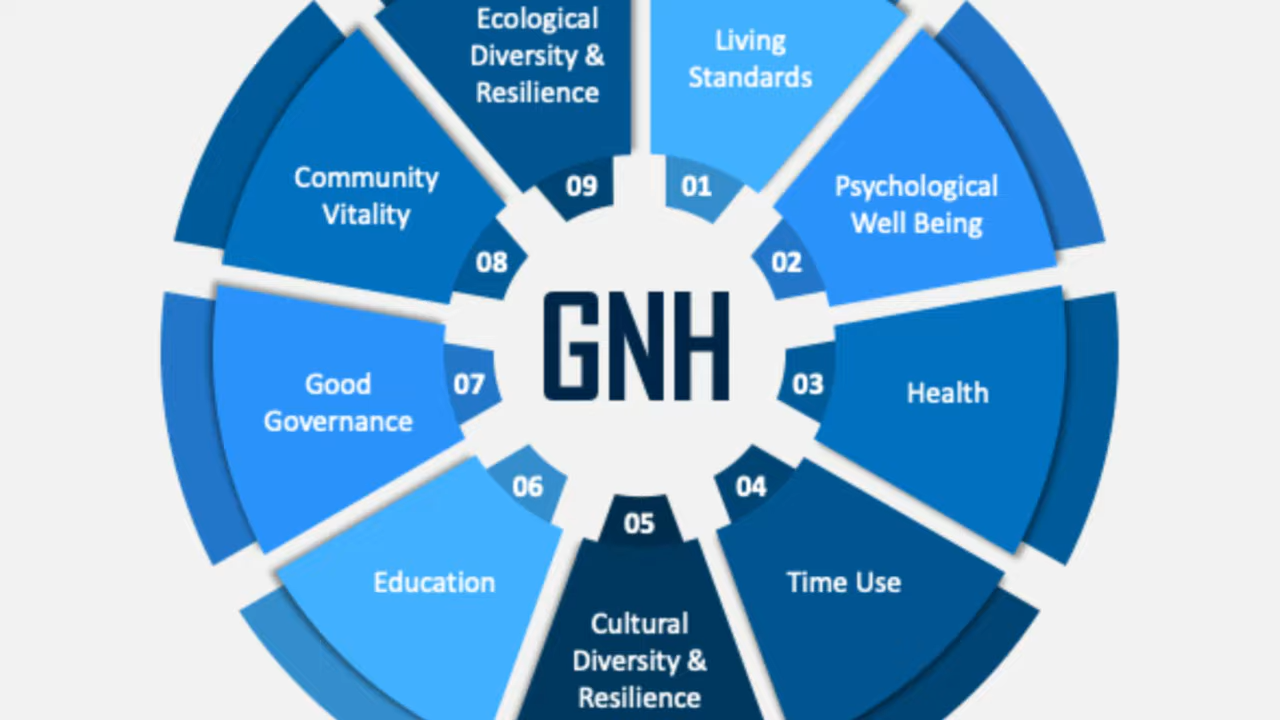 Ecological
Diversity &
Resilience
09
Living
Standards
01
Psychological
Well Being
02
Health
03
Time Use
04
Cultural
Diversity &
Resilience
05
Education
06
Good
Governance
07
Community
Vitality
08
GNH